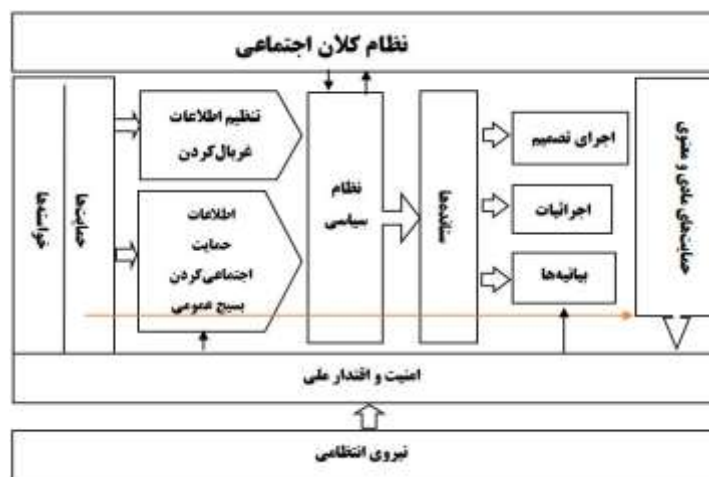 نظام کلان اجتماعی
خواسته‌ها
حمایت‌ها
تنظیم اطلاعات
غربال‌کردن
اطلاعات
حمایت
اجتماعی‌کردن
بسیج عمومی
نظام
سیاسی
ستانده‌ها
اجرای تصمیم
اجرائیات
بیانیه‌ها
حمایت‌های مادی و معنوی
امنیت و اقتدار ملی
نیروی انتظامی